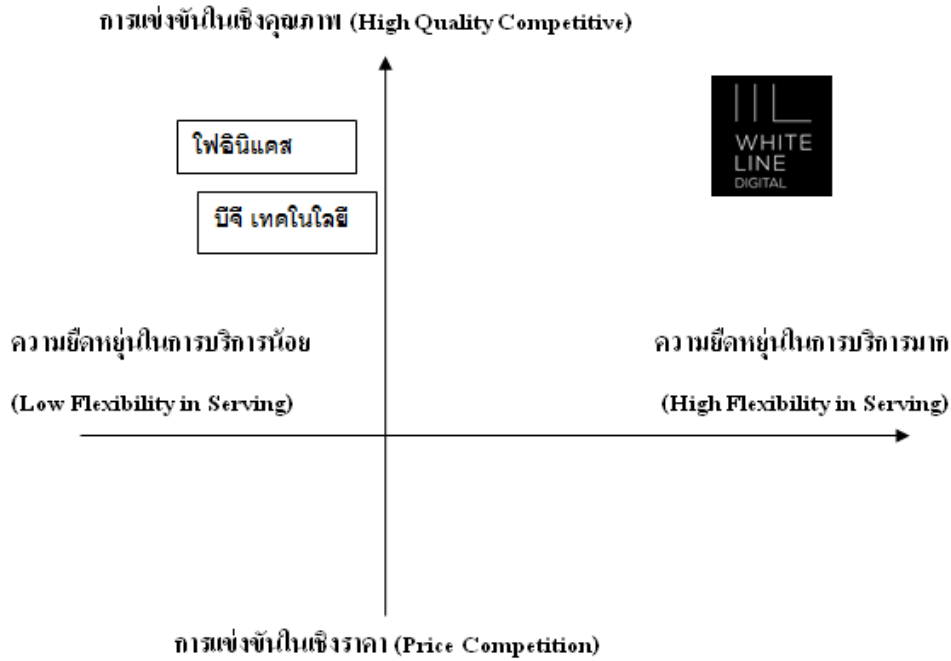 การแข่งขันในเชิงคุณภาพ (High Quality Competitive)
WHITE
LINE
DIGITAL
โฟอินิแคส
บีจี เทคโนโลยี
ความยืดหยุ่นในการบริการน้อย
(Low Flexibility in Serving)
ความยืดหยุ่นในการบริการมาก
(High Flexibility in Serving)
การแข่งขันในเชิงราคา (Price Competition)